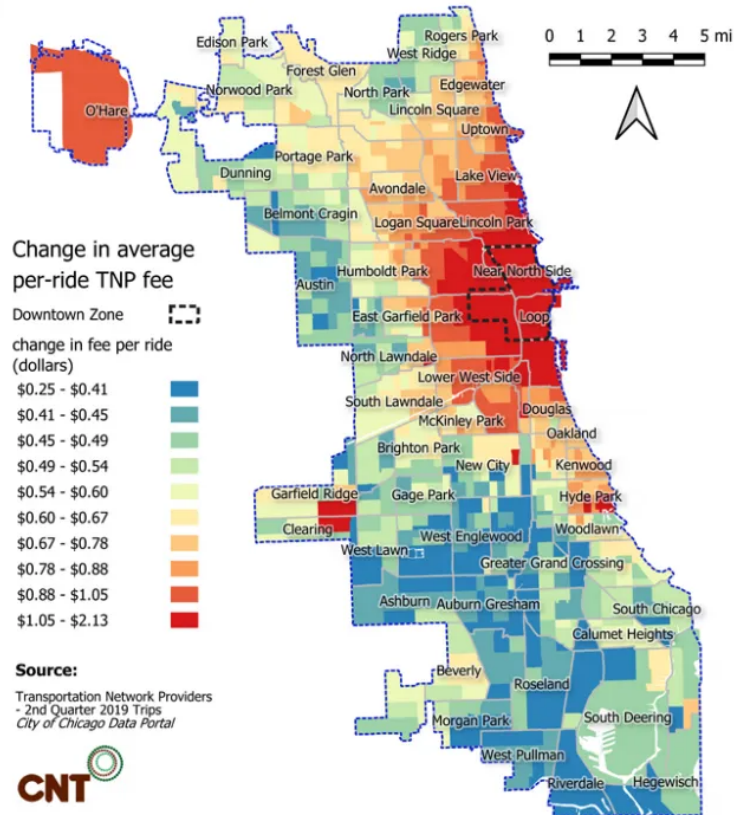 0 1 2 3 4 5 mi
Rogers Park
Edison Park
West Ridge
Forest Glen
Edgewater
Norwood Park
North Park
O'Hare
Lincoln Square
Uptown
Portage Park
Dunning
Lake View
Avondale
Belmont Cragin
Logan Square
Lincoln Park
Change in average
per-ride TNP fee
Humboldt Park
Near North Side
Austin
Downtown Zone
East Garfield Park
Loop
change in fee per ride
(dollars)
North Lawndale
Lower West Side
$0.25 - $0.41
South Lawndale
Douglas
$0.41 - $0.45
McKinley Park
Oakland
$0.45 - $0.49
Brighton Park
New City
Kenwood
$0.49 - $0.54
Garfield Ridge
Gage Park
Hyde Park
$0.54 - $0.60
Clearing
West Englewood
Woodlawn
$0.60 - $0.67
West Lawn
Greater Grand Crossing
$0.67 - $0.78
$0.78 - $0.88
Ashburn
Auburn Gresham
South Chicago
$0.88 - $1.05
$1.05 - $2.13
Calumet Heights
Source:
Beverly
Roseland
Transportation Network Providers
- 2nd Quarter 2019 Trips
City of Chicago Data Portal
Morgan Park
South Deering
West Pullman
CNT
Riverdale
Hegewisch